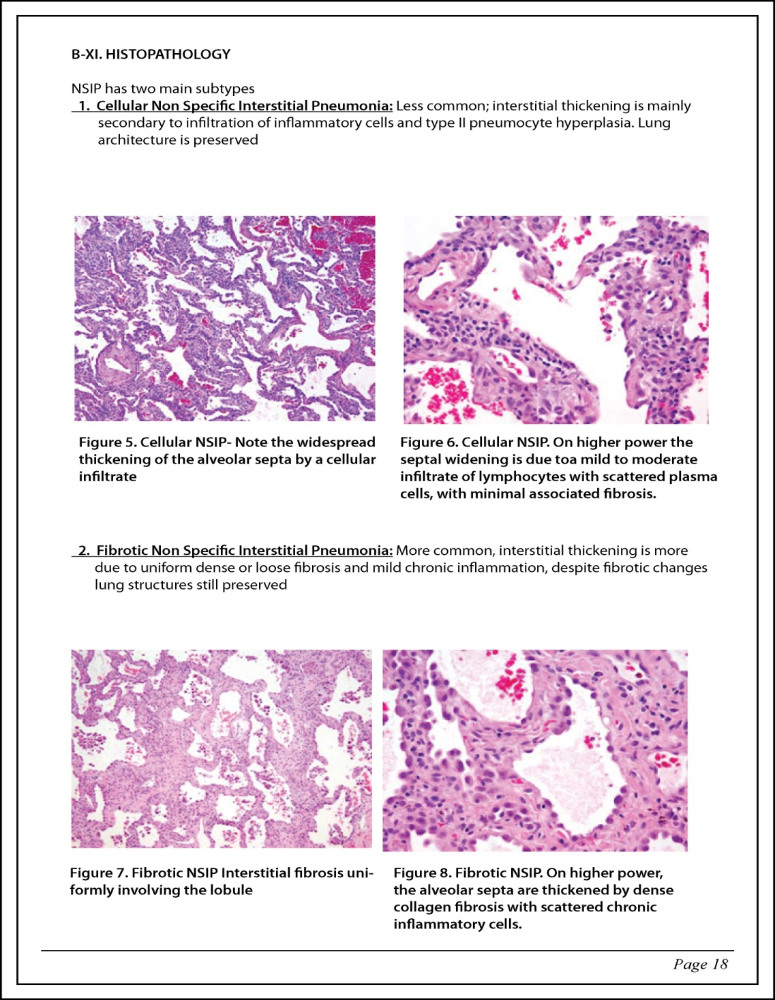 B-XI. HISTOPATHOLOGY
NSIP has two main subtypes
1. Cellular Non Specific Interstitial Pneumonia: Less common; interstitial thickening is mainly
secondary to infiltration of inflammatory cells and type II pneumocyte hyperplasia. Lung
architecture is preserved
Figure 5. Cellular NSIP- Note the widespread
thickening of the alveolar septa by a cellular
infiltrate
Figure 6. Cellular NSIP. On higher power the
septal widening is due toa mild to moderate
infiltrate of lymphocytes with scattered plasma
cells, with minimal associated fibrosis.
2. Fibrotic Non Specific Interstitial Pneumonia: More common, interstitial thickening is more
due to uniform dense or loose fibrosis and mild chronic inflammation, despite fibrotic changes
lung structures still preserved
Figure 7. Fibrotic NSIP Interstitial fibrosis uni-
formly involving the lobule
Figure 8. Fibrotic NSIP. On higher power,
the alveolar septa are thickened by dense
collagen fibrosis with scattered chronic
inflammatory cells.
Page 18